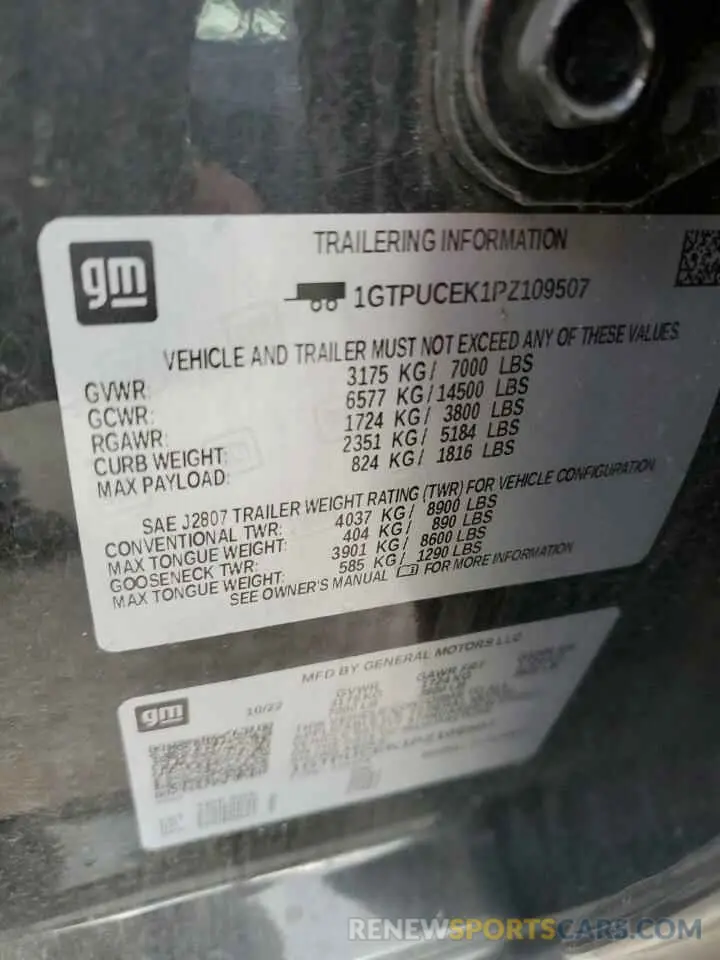 TRAILERING INFORMATION
gm
1GTPUCEK1PZ109507
VEHICLE AND TRAILER MUST NOT EXCEED ANY OF THESE VALUES
GVWR: 3175 KG/ 7000 LBS
GCWR: 6577 KG/14500 LBS
RGAWR: 1724 KG/ 3800 LBS
CURB WEIGHT: 2351 KG/ 5184 LBS
MAX PAYLOAD: 824 KG/ 1816 LBS
SAE J2807 TRAILER WEIGHT RATING (TWR) FOR VEHICLE CONFIGURATION
CONVENTIONAL TWR: 4037 KG/ 8900 LBS
MAX TONGUE WEIGHT: 404 KG/ 890 LBS
GOOSENECK TWR: 3901 KG/ 8600 LBS
MAX TONGUE WEIGHT: 585 KG/ 1290 LBS
SEE OWNER'S MANUAL FOR MORE INFORMATION
MFD BY GENERAL MOTORS LLC
gm
10/22 GVWR GAWR FRT
RENEWSPORTSCARS.COM